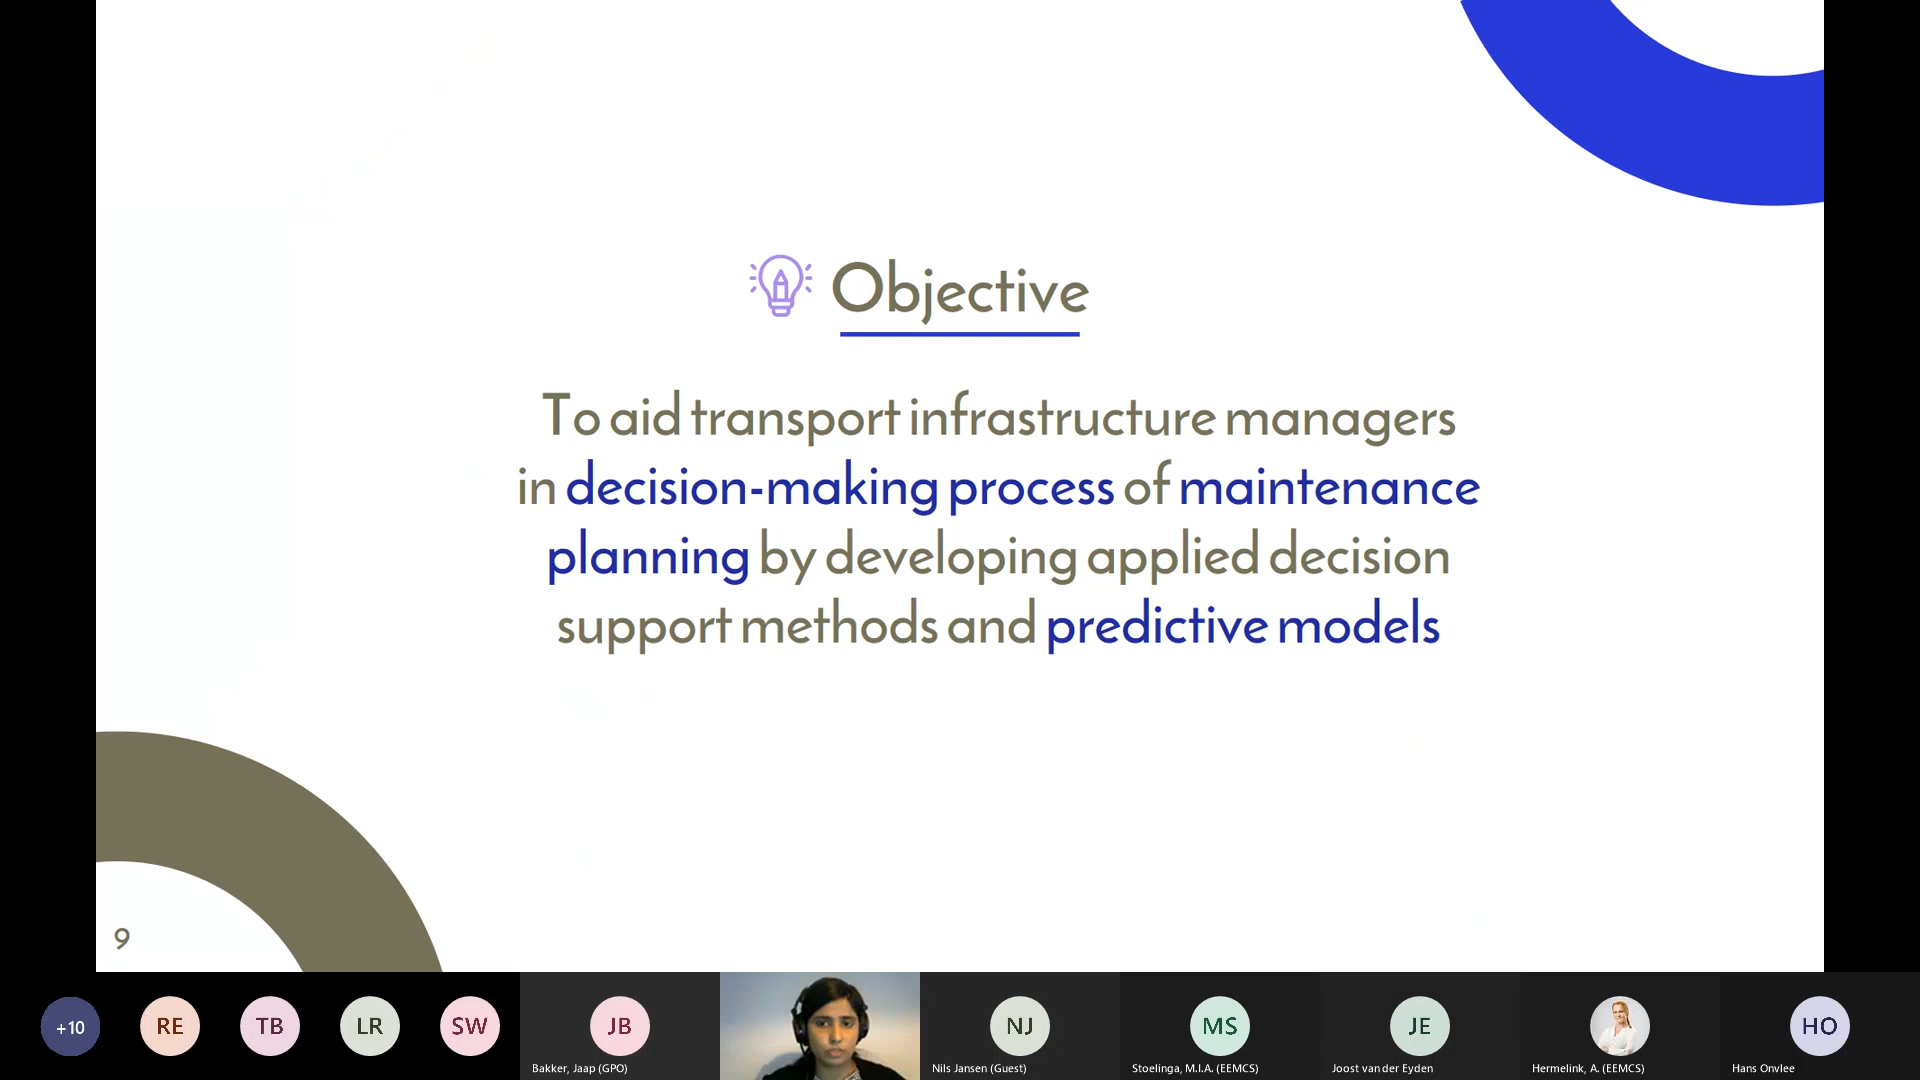 Objective
To aid transport infrastructure managers
in decision-making process of maintenance
planning by developing applied decision
support methods and predictive models
9
+10
RE
TB
LR
SW
JB
NJ
MS
JE
HO
Bakker, Jaap (GPO)
Nils Jansen (Guest)
Stoelinga, M.I.A. (EEMCS)
Joost van der Eyden
Hermelink, A. (EEMCS)
Hans Onvlee